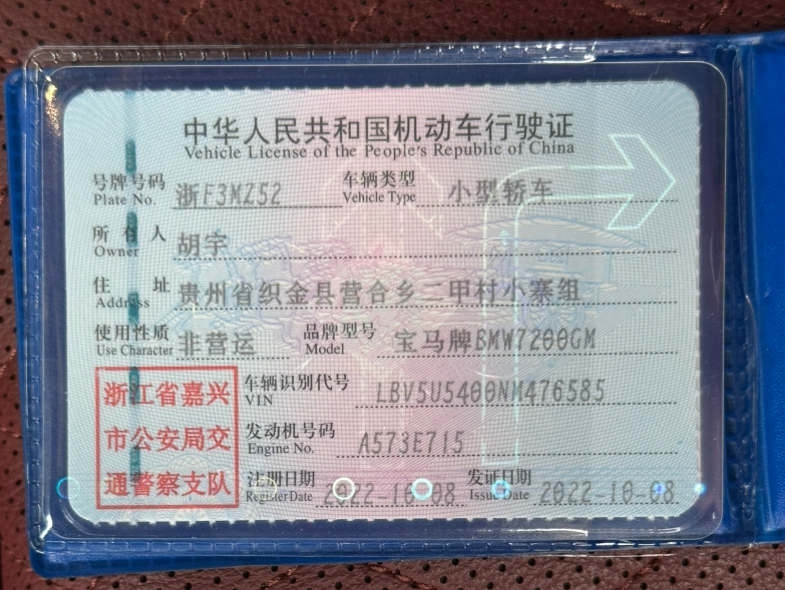 中华人民共和国机动车行驶证
Vehicle License of the People's Republic of China
号牌号码 浙F3MZ52 车辆类型 小型轿车
Plate No. Vehicle Type
所有人 胡宇
Owner
住址 贵州省织金县营合乡二甲村小寨组
Address
使用性质 非营运 品牌型号 宝马牌BMW7200GM
Use Character Model
浙江省嘉兴
市公安局交
通警察支队
车辆识别代号 LBV5U5400NM476585
VIN
发动机号码 A573E715
Engine No.
注册日期 2022-10-08 发证日期 2022-10-08
Register Date Issue Date